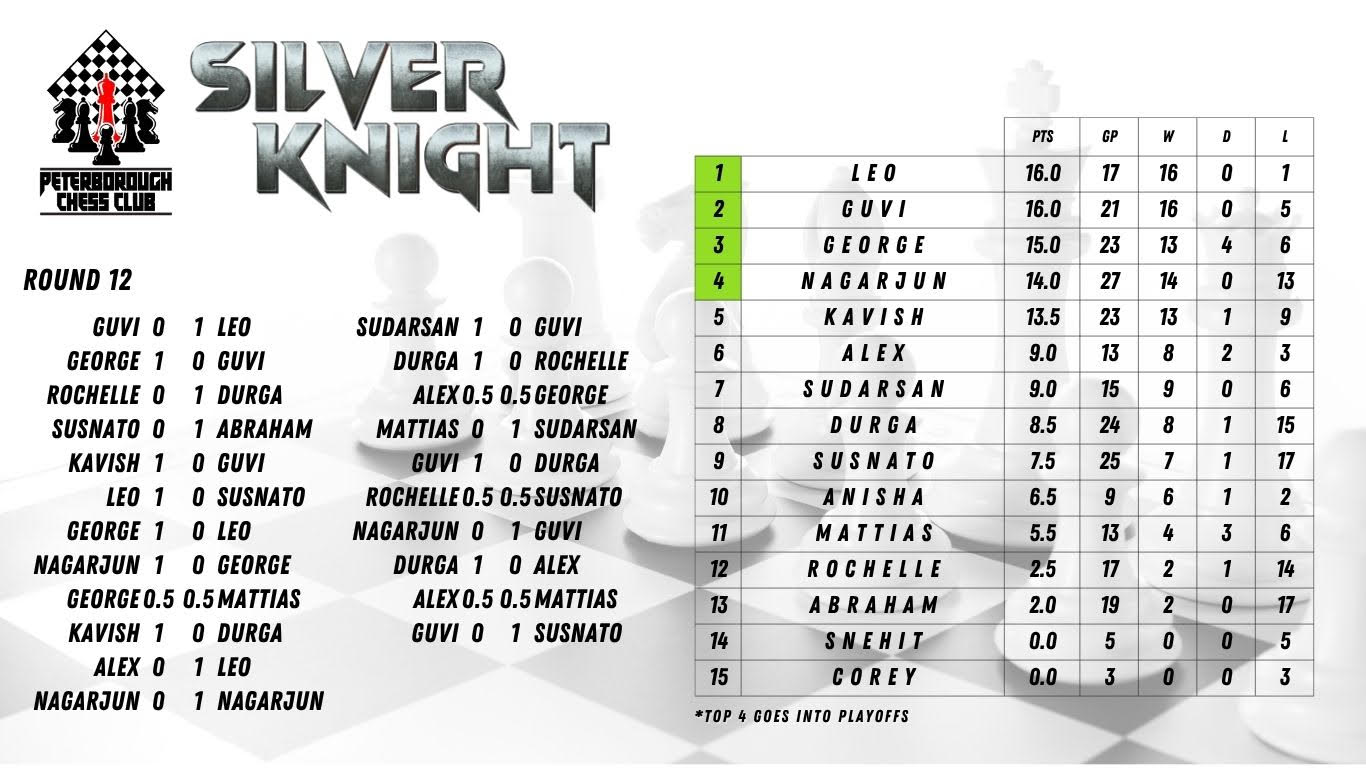 PETERBOROUGH
CHESS CLUB
SILVER
KNIGHT
ROUND 12
GUVI 0 1 LEO
GEORGE 1 0 GUVI
ROCHELLE 0 1 DURGA
SUSNATO 0 1 ABRAHAM
KAVISH 1 0 GUVI
LEO 1 0 SUSNATO
GEORGE 1 0 LEO
NAGARJUN 1 0 GEORGE
GEORGE 0.5 0.5 MATTIAS
KAVISH 1 0 DURGA
ALEX 0 1 LEO
NAGARJUN 0 1 NAGARJUN
SUDARSAN 1 0 GUVI
DURGA 1 0 ROCHELLE
ALEX 0.5 0.5 GEORGE
MATTIAS 0 1 SUDARSAN
GUVI 1 0 DURGA
ROCHELLE 0.5 0.5 SUSNATO
NAGARJUN 0 1 GUVI
DURGA 1 0 ALEX
ALEX 0.5 0.5 MATTIAS
GUVI 0 1 SUSNATO
PTS GP W D L
1 LEO 16.0 17 16 0 1
2 GUVI 16.0 21 16 0 5
3 GEORGE 15.0 23 13 4 6
4 NAGARJUN 14.0 27 14 0 13
5 KAVISH 13.5 23 13 1 9
6 ALEX 9.0 13 8 2 3
7 SUDARSAN 9.0 15 9 0 6
8 DURGA 8.5 24 8 1 15
9 SUSNATO 7.5 25 7 1 17
10 ANISHA 6.5 9 6 1 2
11 MATTIAS 5.5 13 4 3 6
12 ROCHELLE 2.5 17 2 1 14
13 ABRAHAM 2.0 19 2 0 17
14 SNEHIT 0.0 5 0 0 5
15 COREY 0.0 3 0 0 3
*TOP 4 GOES INTO PLAYOFFS